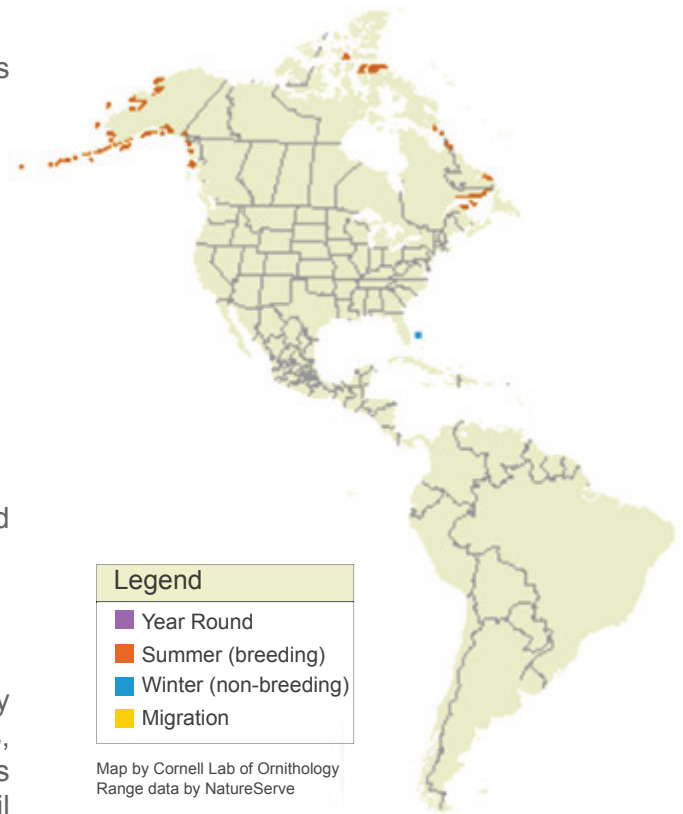 Legend
Year Round
Summer (breeding)
Winter (non-breeding)
Migration
Map by Cornell Lab of Ornithology
Range data by NatureServe